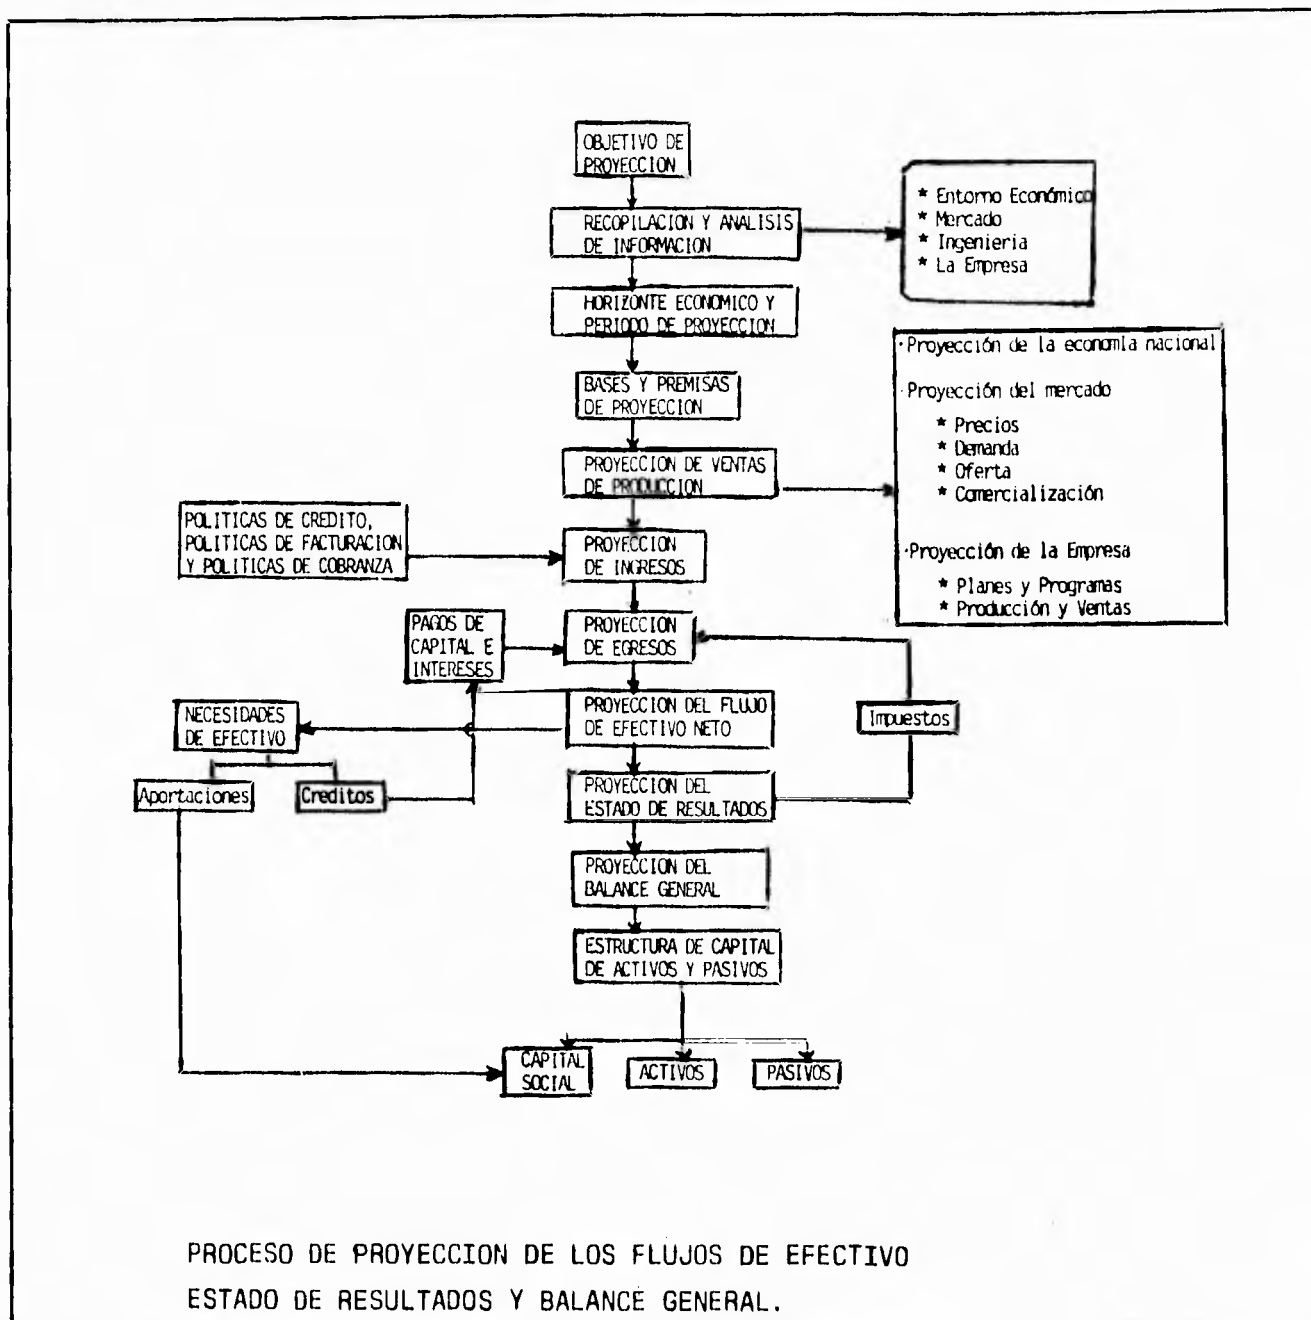 OBJETIVO DE
PROYECCION
RECOPILACION Y ANALISIS
DE INFORMACION
* Entorno Económico
* Mercado
* Ingenieria
* La Empresa
HORIZONTE ECONOMICO Y
PERIODO DE PROYECCION
BASES Y PREMISAS
DE PROYECCION
PROYECCION DE VENTAS
DE PRODUCCION
·Proyección de la economía nacional
·Proyección del mercado
* Precios
* Demanda
* Oferta
* Comercialización
·Proyección de la Empresa
* Planes y Programas
* Producción y Ventas
POLITICAS DE CREDITO,
POLITICAS DE FACTURACION
Y POLITICAS DE COBRANZA
PROYECCION
DE INGRESOS
PAGOS DE
CAPITAL E
INTERESES
PROYECCION
DE EGRESOS
NECESIDADES
DE EFECTIVO
PROYECCION DEL FLUJO
DE EFECTIVO NETO
Impuestos
Aportaciones
Creditos
PROYECCION DEL
ESTADO DE RESULTADOS
PROYECCION DEL
BALANCE GENERAL
ESTRUCTURA DE CAPITAL
DE ACTIVOS Y PASIVOS
CAPITAL
SOCIAL
ACTIVOS
PASIVOS
PROCESO DE PROYECCION DE LOS FLUJOS DE EFECTIVO
ESTADO DE RESULTADOS Y BALANCE GENERAL.